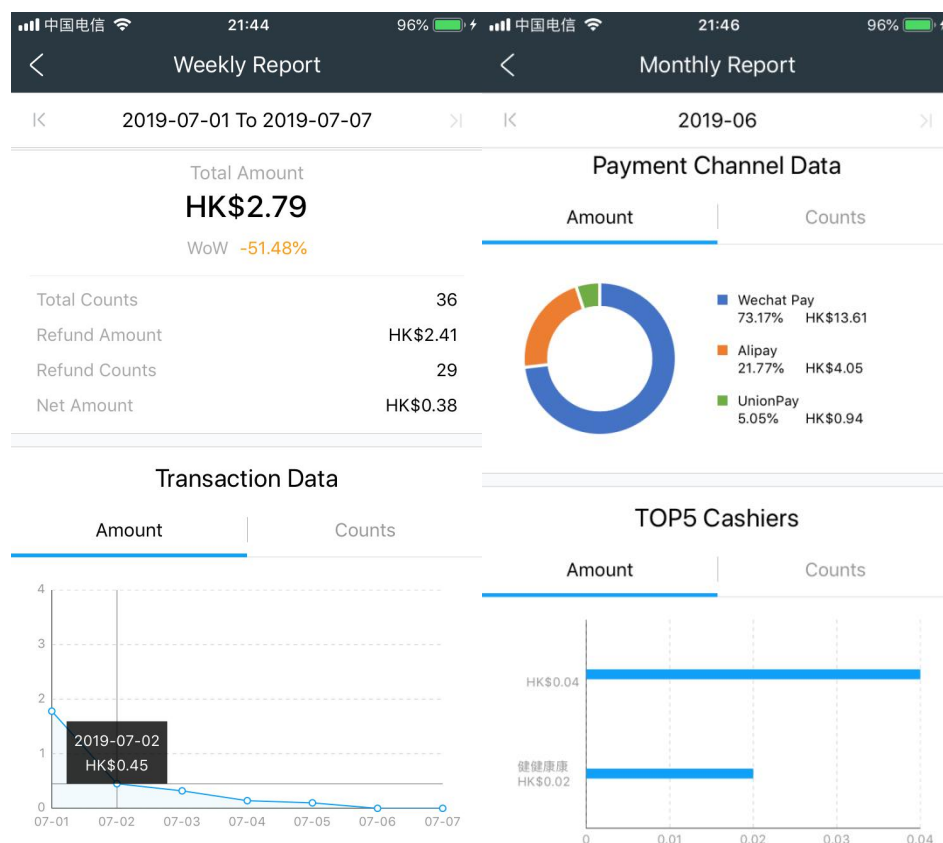 中国电信 21:44 96%
Weekly Report
2019-07-01 To 2019-07-07
Total Amount
HK$2.79
WoW -51.48%
Total Counts 36
Refund Amount HK$2.41
Refund Counts 29
Net Amount HK$0.38
Transaction Data
Amount Counts
4
3
2
1
0
2019-07-02
HK$0.45
07-01 07-02 07-03 07-04 07-05 07-06 07-07
中国电信 21:46 96%
Monthly Report
2019-06
Payment Channel Data
Amount Counts
Wechat Pay
73.17% HK$13.61
Alipay
21.77% HK$4.05
UnionPay
5.05% HK$0.94
TOP5 Cashiers
Amount Counts
HK$0.04
健健康康
HK$0.02
0 0.01 0.02 0.03 0.04